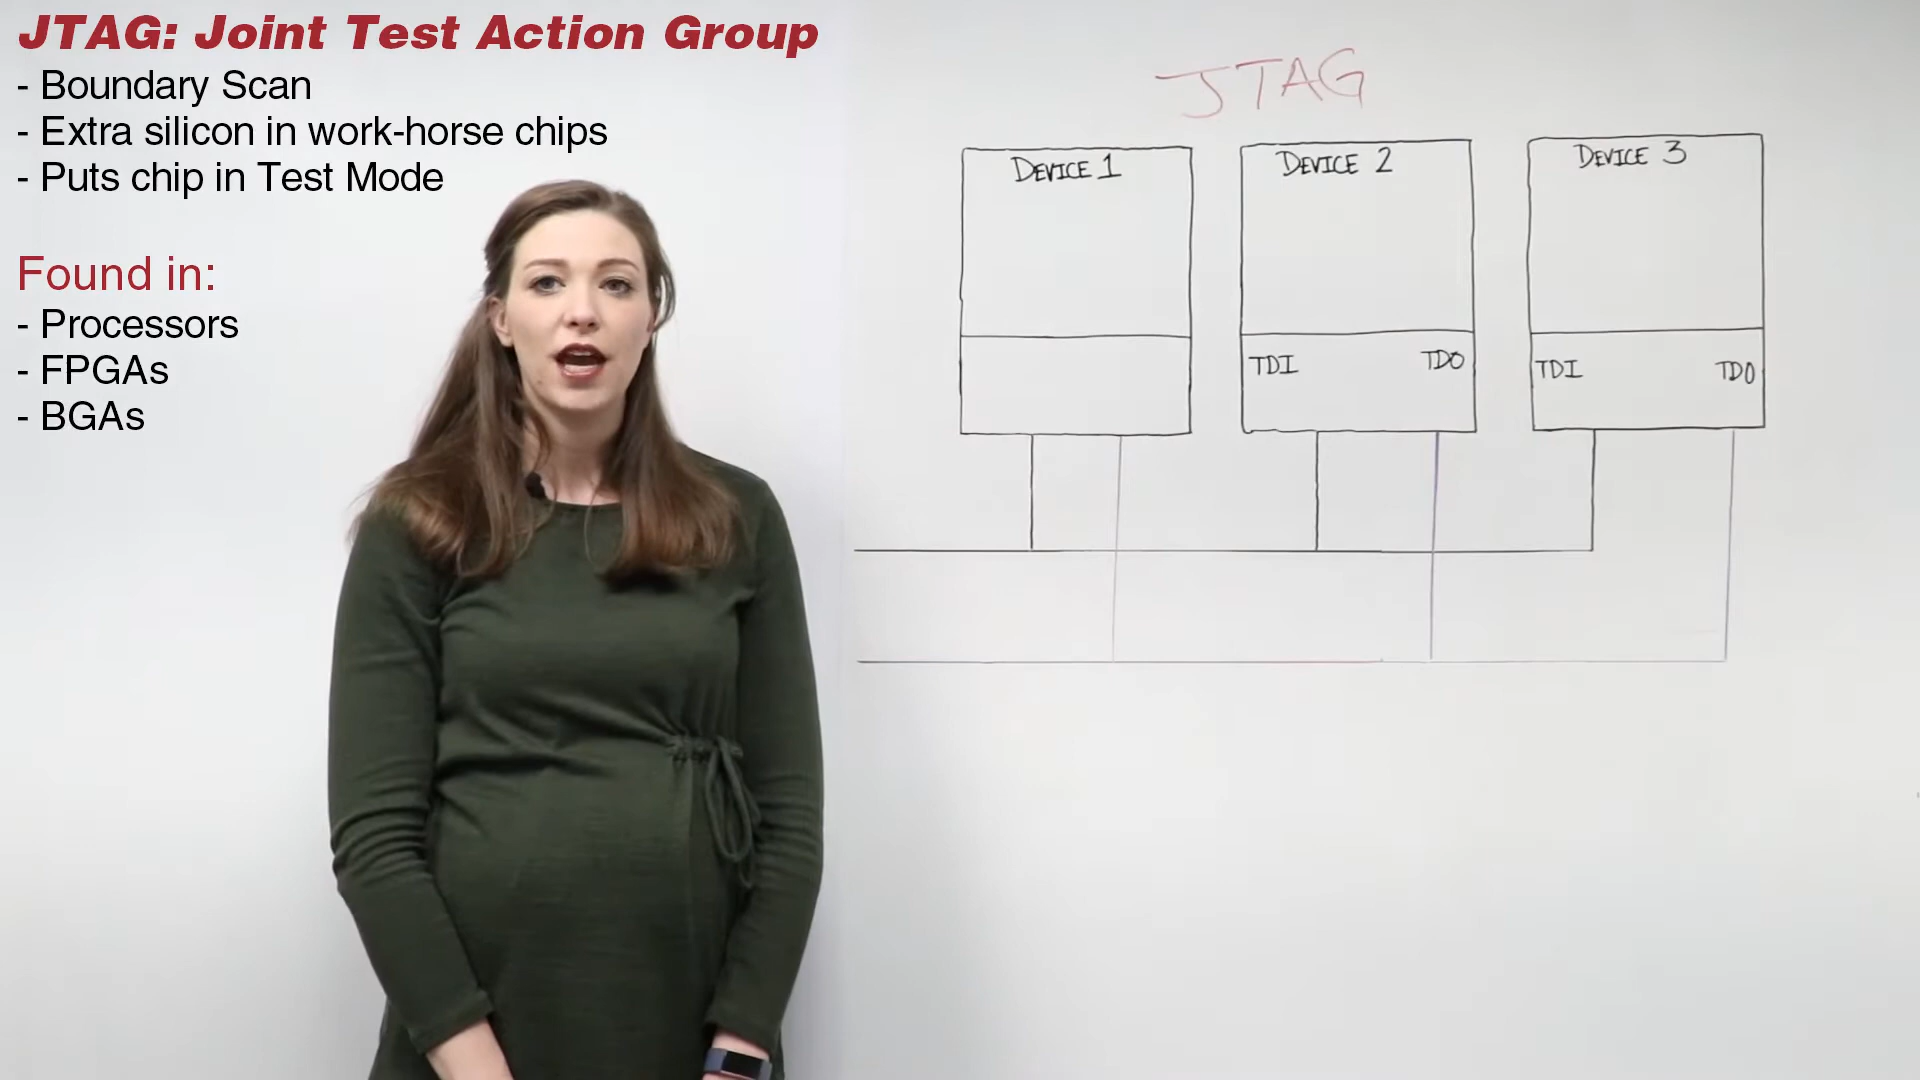 JTAG: Joint Test Action Group
- Boundary Scan
- Extra silicon in work-horse chips
- Puts chip in Test Mode
Found in:
- Processors
- FPGAs
- BGAs
JTAG
DEVICE 1
DEVICE 2
DEVICE 3
TDI
TDO
TDI
TDO